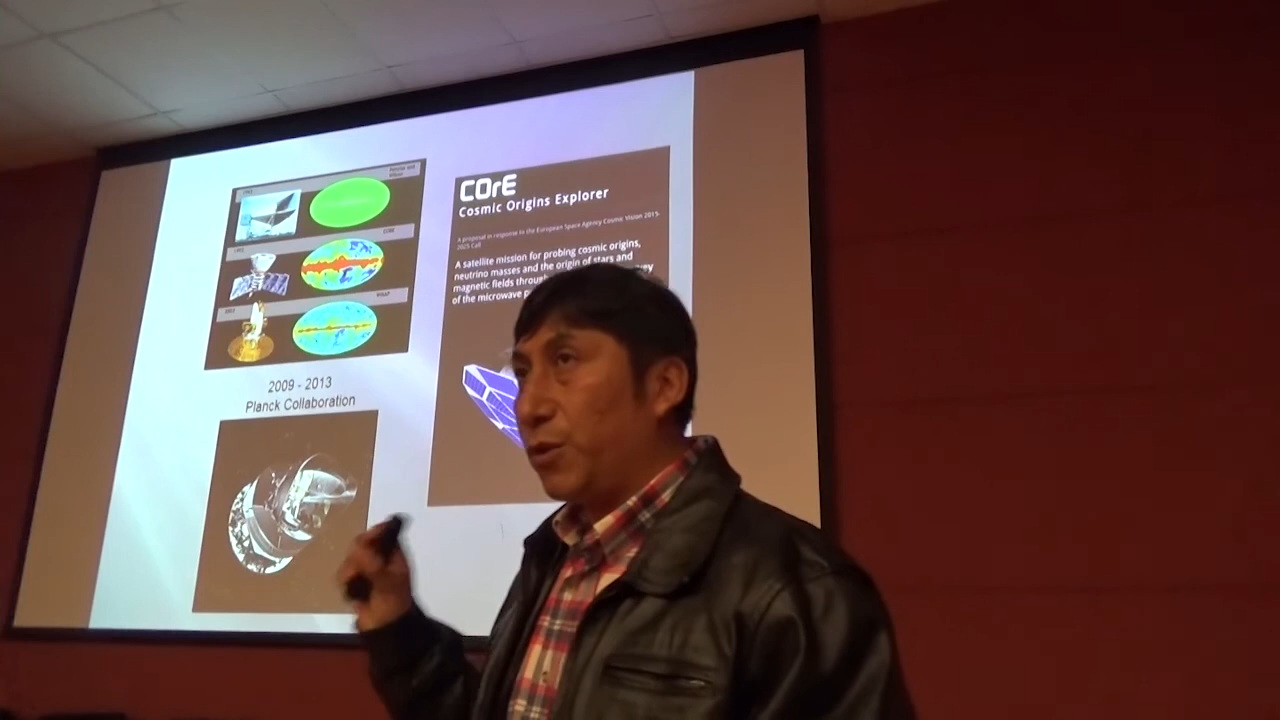 COBE
WMAP
2009 - 2013
Planck Collaboration
COrE
Cosmic Origins Explorer
A proposal in response to the European Space Agency Cosmic Vision 2015-
2025 Call
A satellite mission for probing cosmic origins,
neutrino masses and the origin of stars and
magnetic fields through
of the microwave